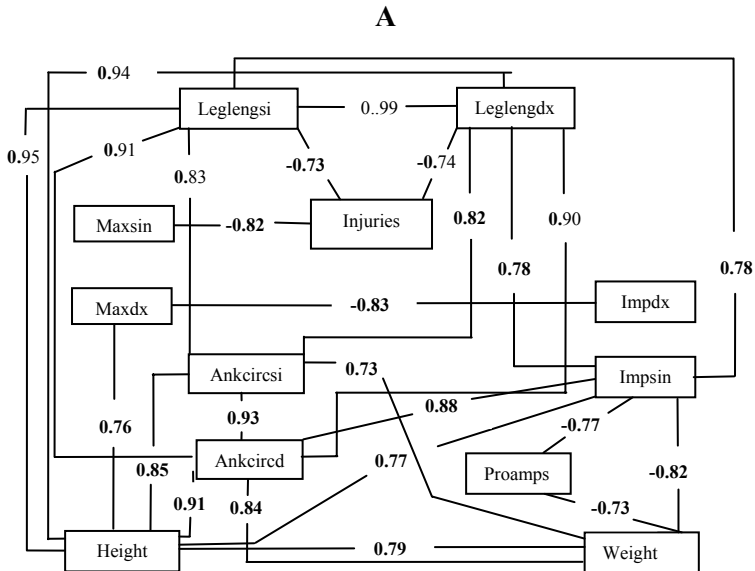 A
0.94
Leglengsi
0..99
Leglengdx
0.95
0.91
0.83
-0.73
-0.74
Maxsin
-0.82
Injuries
0.82
0.90
0.78
0.78
Maxdx
-0.83
Impdx
Ankcircsi
0.73
Impsin
0.76
0.93
0.88
-0.77
0.85
Ankcircd
0.77
Proamps
-0.82
0.91
0.84
-0.73
Height
0.79
Weight